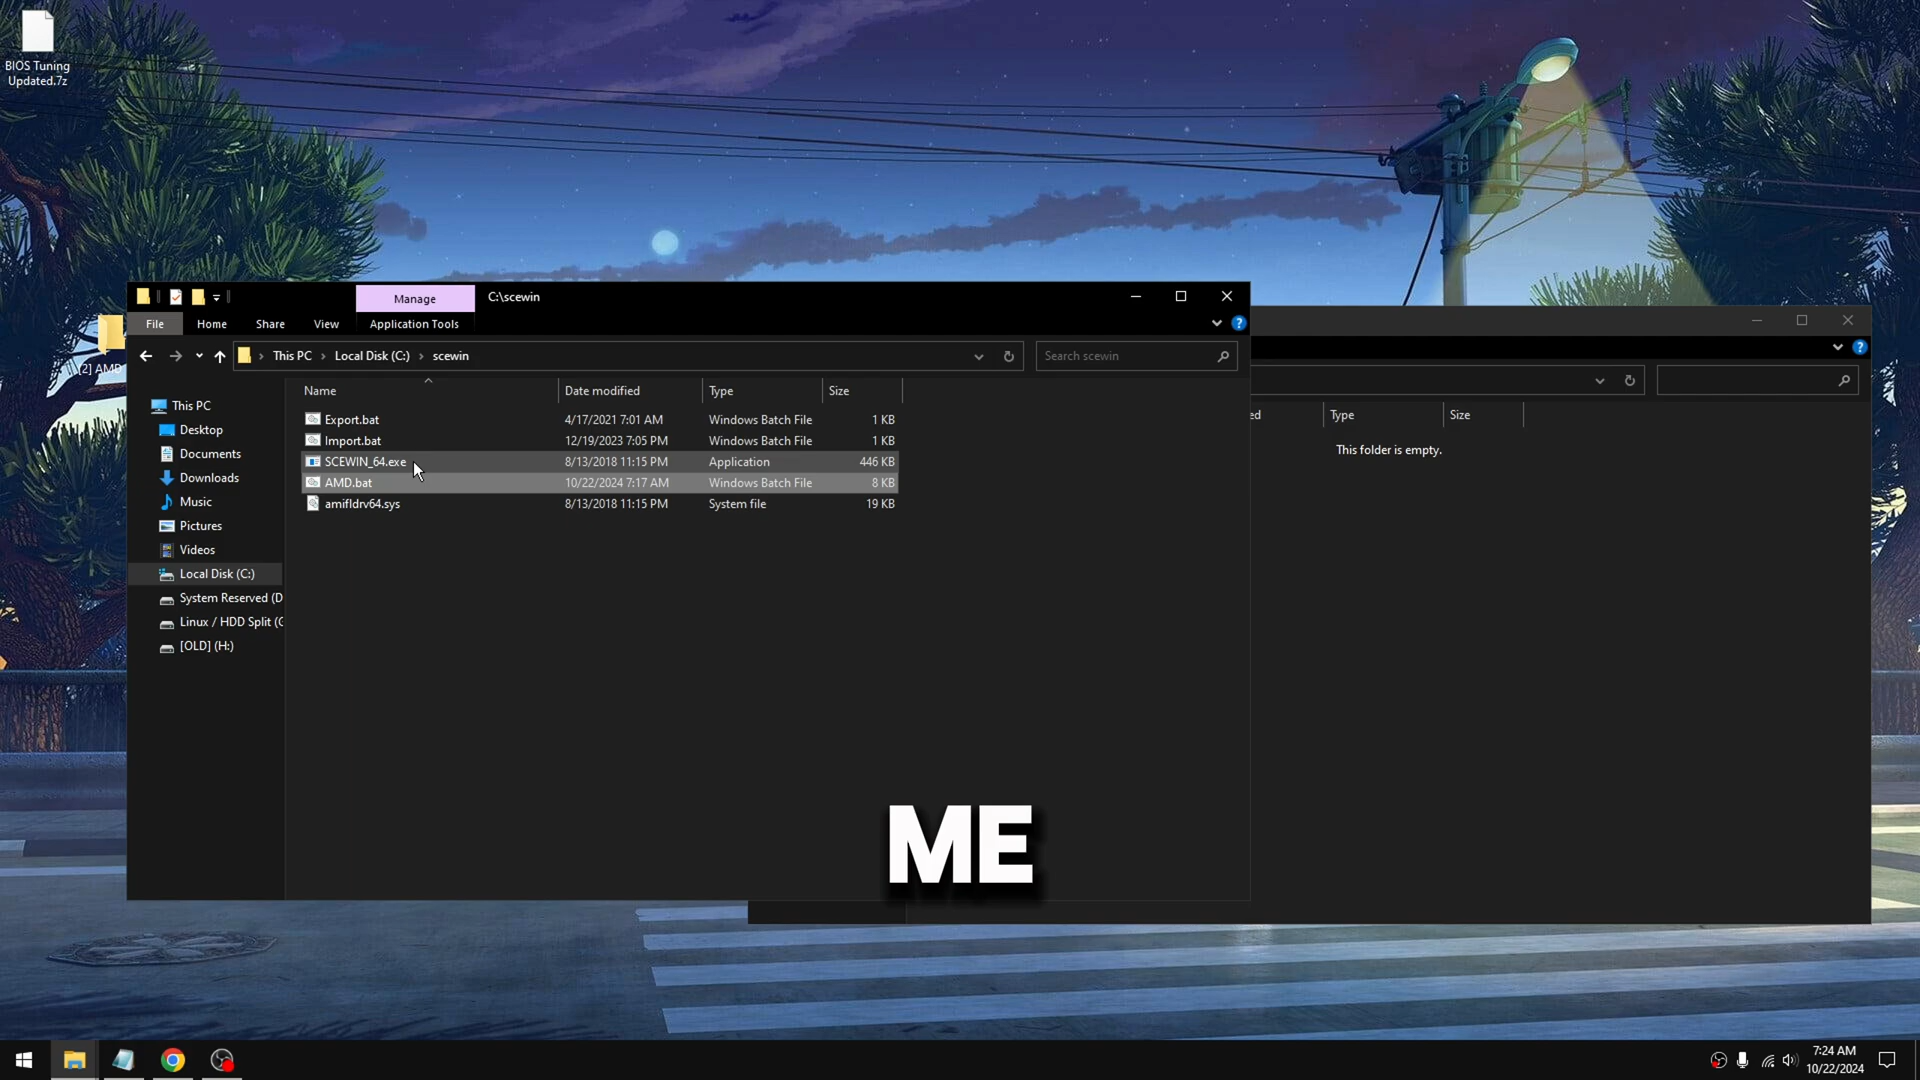 BIOS Tuning
Updated.7z
[2] AMD
Manage
C:\scewin
File
Home
Share
View
Application Tools
This PC
Local Disk (C:)
scewin
Search scewin
Name
Date modified
Type
Size
Export.bat
4/17/2021 7:01 AM
Windows Batch File
1 KB
Import.bat
12/19/2023 7:05 PM
Windows Batch File
1 KB
SCEWIN_64.exe
8/13/2018 11:15 PM
Application
446 KB
AMD.bat
10/22/2024 7:17 AM
Windows Batch File
8 KB
amifldrv64.sys
8/13/2018 11:15 PM
System file
19 KB
This PC
Desktop
Documents
Downloads
Music
Pictures
Videos
Local Disk (C:)
System Reserved (D
Linux / HDD Split (G
[OLD] (H:)
ed
Type
Size
This folder is empty.
ME
7:24 AM
10/22/2024